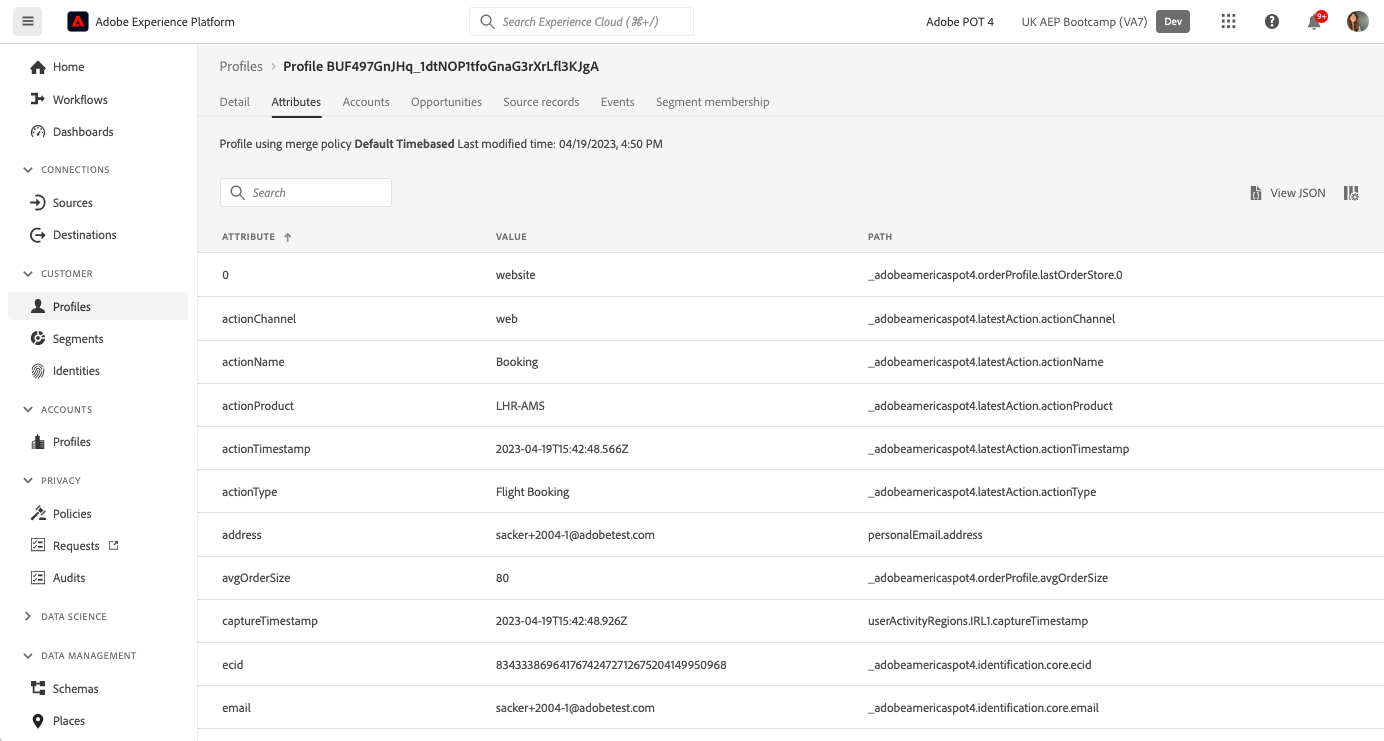 Adobe Experience Platform
Search Experience Cloud (⌘+/)
Adobe POT 4
UK AEP Bootcamp (VA7)
Dev
9+
Home
Workflows
Dashboards
CONNECTIONS
Sources
Destinations
CUSTOMER
Profiles
Segments
Identities
ACCOUNTS
Profiles
PRIVACY
Policies
Requests
Audits
DATA SCIENCE
DATA MANAGEMENT
Schemas
Places
Profiles > Profile BUF497GnJHq_1dtNOP1tfoGnaG3rXrLfl3KJgA
Detail Attributes Accounts Opportunities Source records Events Segment membership
Profile using merge policy Default Timebased Last modified time: 04/19/2023, 4:50 PM
Search
View JSON
ATTRIBUTE VALUE PATH
0 website _adobeamericaspot4.orderProfile.lastOrderStore.0
actionChannel web _adobeamericaspot4.latestAction.actionChannel
actionName Booking _adobeamericaspot4.latestAction.actionName
actionProduct LHR-AMS _adobeamericaspot4.latestAction.actionProduct
actionTimestamp 2023-04-19T15:42:48.566Z _adobeamericaspot4.latestAction.actionTimestamp
actionType Flight Booking _adobeamericaspot4.latestAction.actionType
address sacker+2004-1@adobetest.com personalEmail.address
avgOrderSize 80 _adobeamericaspot4.orderProfile.avgOrderSize
captureTimestamp 2023-04-19T15:42:48.926Z userActivityRegions.IRL1.captureTimestamp
ecid 83433386964176742472712675204149950968 _adobeamericaspot4.identification.core.ecid
email sacker+2004-1@adobetest.com _adobeamericaspot4.identification.core.email